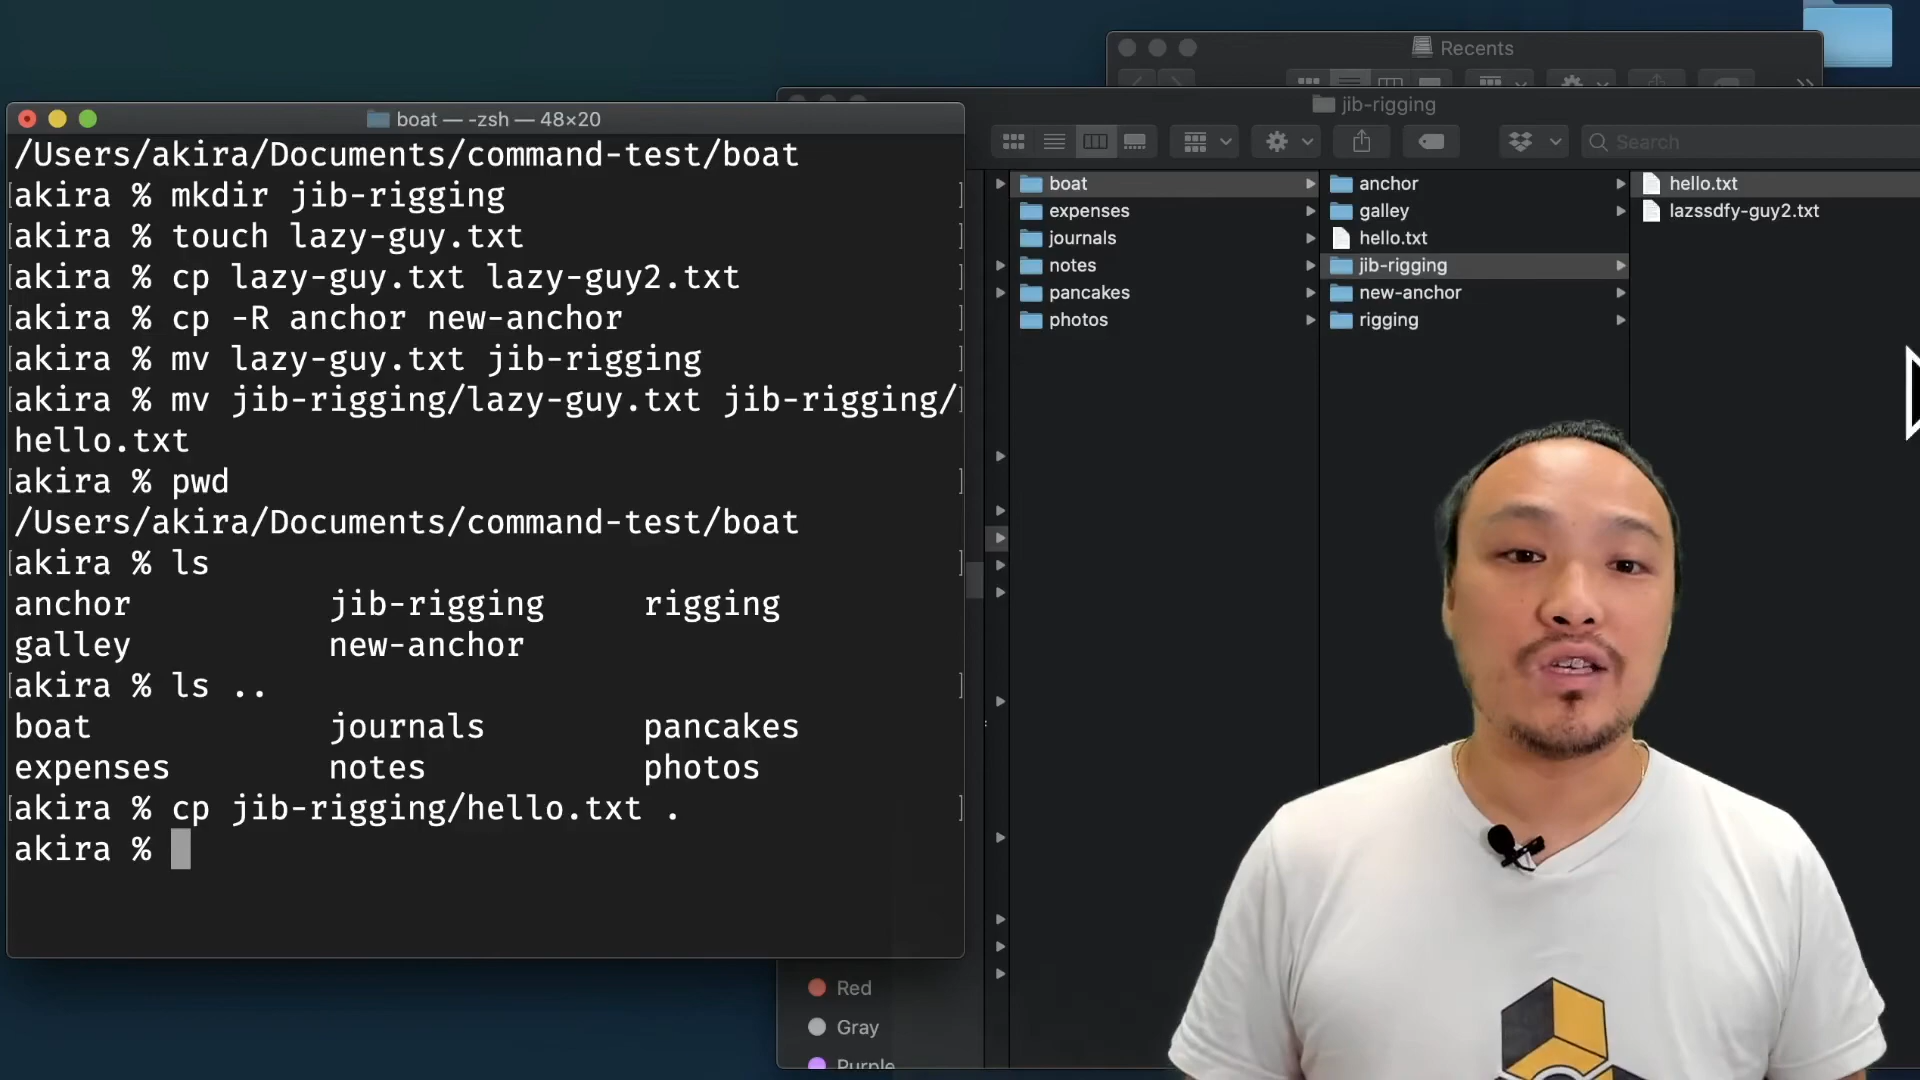 Recents
boat — -zsh — 48×20
/Users/akira/Documents/command-test/boat
akira % mkdir jib-rigging
akira % touch lazy-guy.txt
akira % cp lazy-guy.txt lazy-guy2.txt
akira % cp -R anchor new-anchor
akira % mv lazy-guy.txt jib-rigging
akira % mv jib-rigging/lazy-guy.txt jib-rigging/
hello.txt
akira % pwd
/Users/akira/Documents/command-test/boat
akira % ls
anchor jib-rigging rigging
galley new-anchor
akira % ls ..
boat journals pancakes
expenses notes photos
akira % cp jib-rigging/hello.txt .
akira %
jib-rigging
Search
boat
expenses
journals
notes
pancakes
photos
anchor
galley
hello.txt
jib-rigging
new-anchor
rigging
hello.txt
lazssdfy-guy2.txt
Red
Gray
Purple